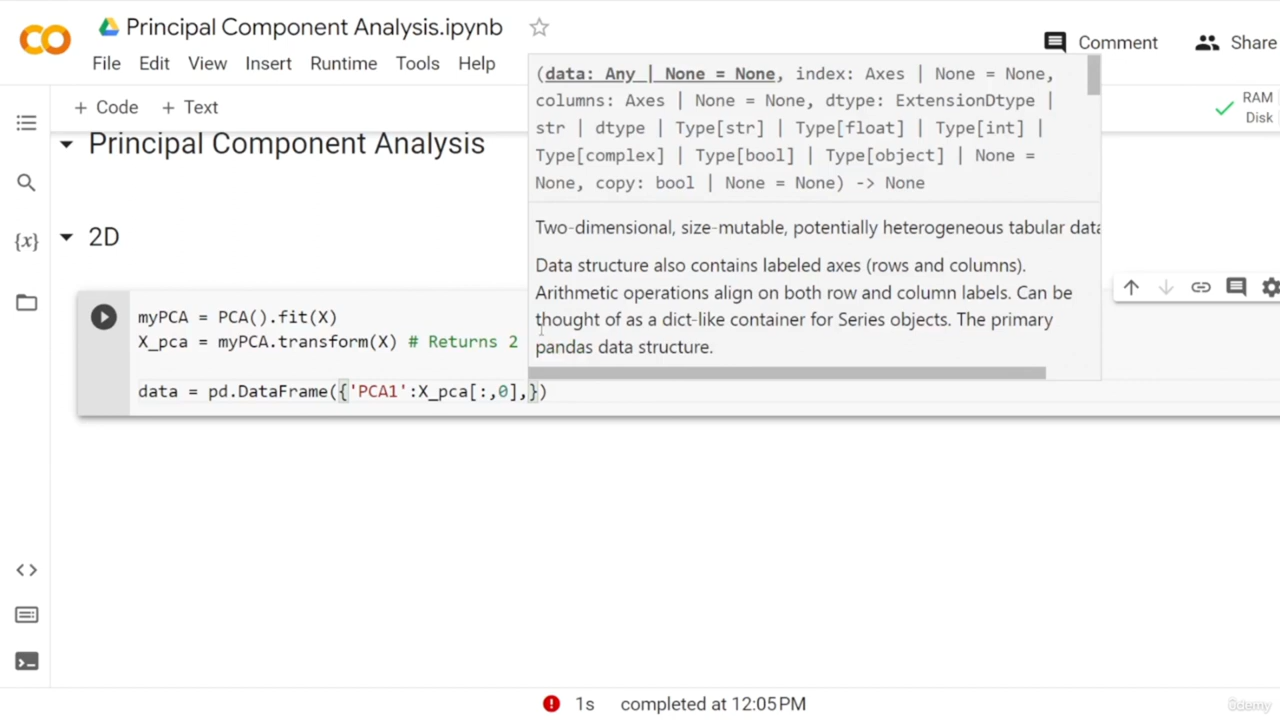 Principal Component Analysis.ipynb
Comment
Share
File Edit View Insert Runtime Tools Help
+ Code + Text
RAM
Disk
(data: Any | None = None, index: Axes | None = None,
columns: Axes | None = None, dtype: ExtensionDtype |
str | dtype | Type[str] | Type[float] | Type[int] |
Type[complex] | Type[bool] | Type[object] | None =
None, copy: bool | None = None) -> None
Two-dimensional, size-mutable, potentially heterogeneous tabular data
Data structure also contains labeled axes (rows and columns).
Arithmetic operations align on both row and column labels. Can be
thought of as a dict-like container for Series objects. The primary
pandas data structure.
Principal Component Analysis
2D
{x}
myPCA = PCA().fit(X)
X_pca = myPCA.transform(X) # Returns 2
data = pd.DataFrame({'PCA1':X_pca[:,0],})
1s completed at 12:05 PM
ûdemy